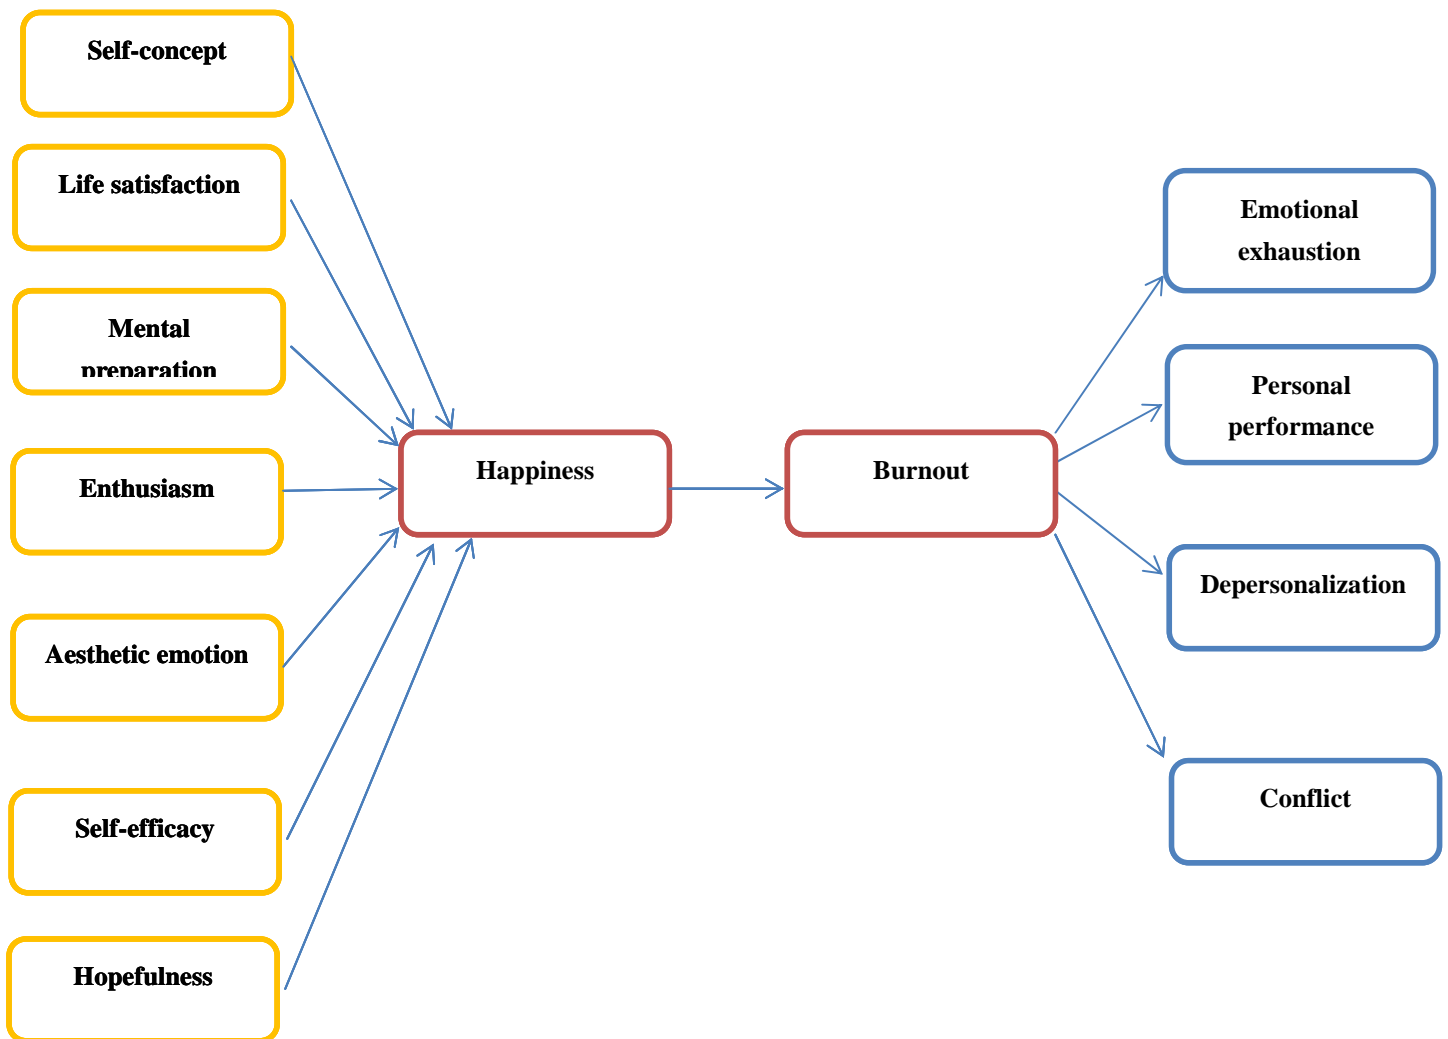 Self-concept
Life satisfaction
Mental
preparation
Enthusiasm
Aesthetic emotion
Self-efficacy
Hopefulness
Happiness
Burnout
Emotional
exhaustion
Personal
performance
Depersonalization
Conflict